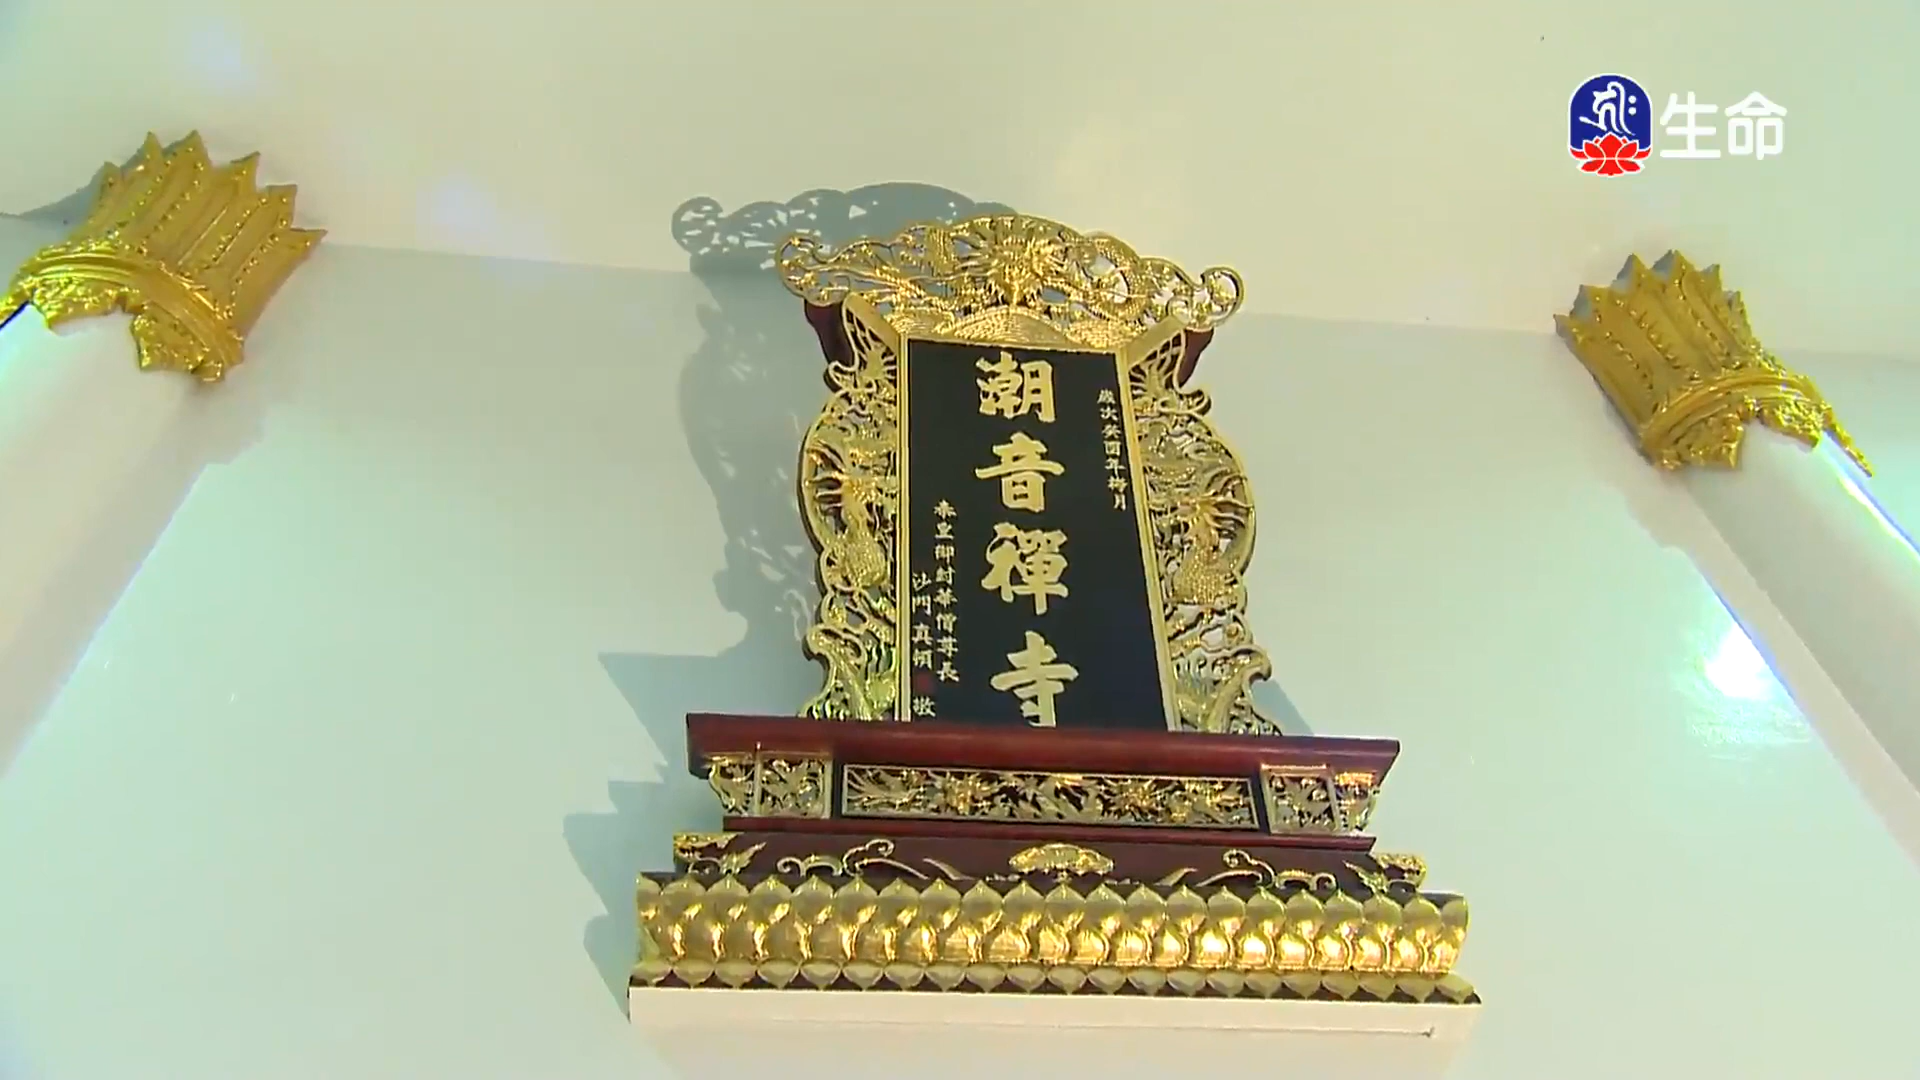 生命
歲次癸酉年梅月
潮音禪寺
泰皇御封華僧尊長
沙門真頓
敬